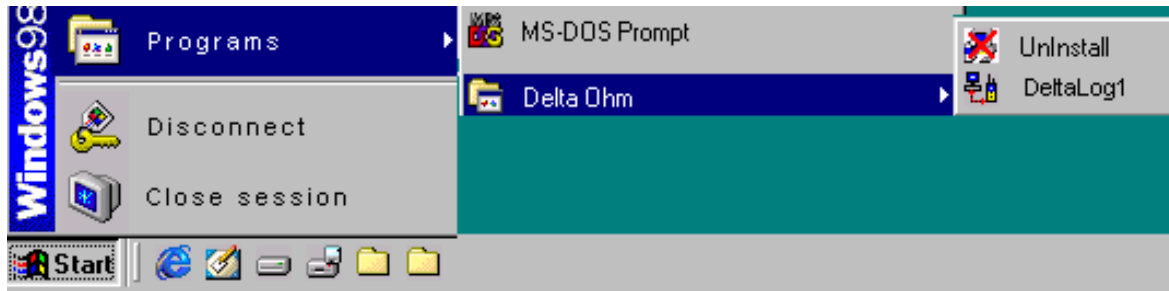 Windows98
Programs
Disconnect
Close session
Start
MS-DOS Prompt
Delta Ohm
UnInstall
DeltaLog1